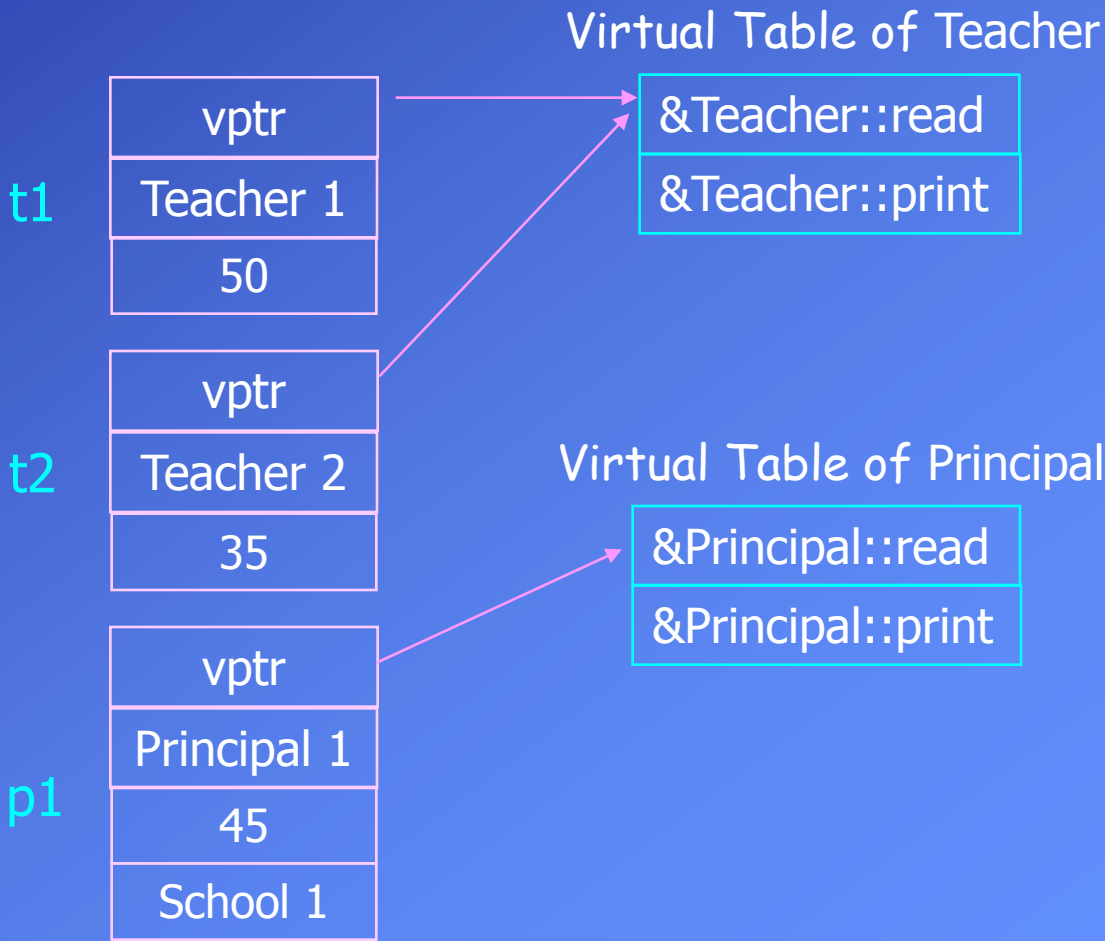 Virtual Table of Teacher
vptr
&Teacher::read
t1
Teacher 1
&Teacher::print
50
vptr
t2
Teacher 2
Virtual Table of Principal
35
&Principal::read
&Principal::print
vptr
Principal 1
p1
45
School 1